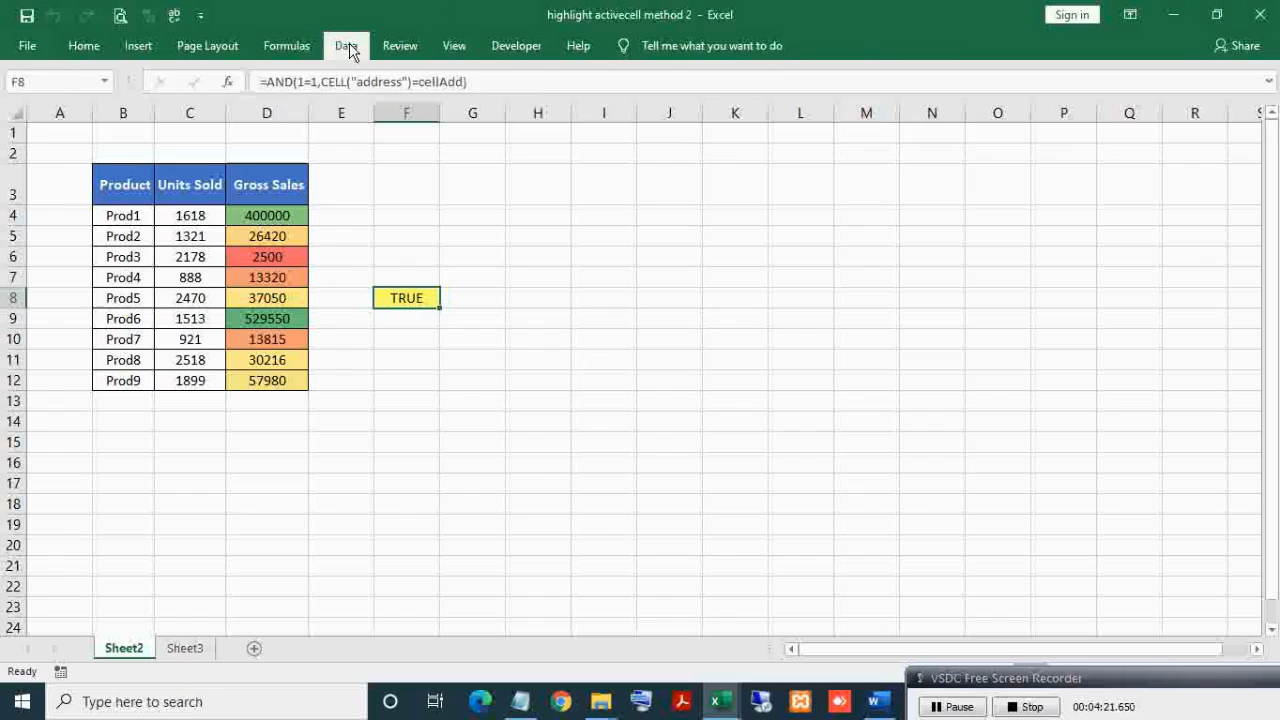 highlight activecell method 2 - Excel
Sign in
File Home Insert Page Layout Formulas Data Review View Developer Help Tell me what you want to do Share
F8 fx =AND(1=1,CELL("address")=cellAdd)
A B C D E F G H I J K L M N O P Q R S
1
2
3 Product Units Sold Gross Sales
4 Prod1 1618 400000
5 Prod2 1321 26420
6 Prod3 2178 2500
7 Prod4 888 13320
8 Prod5 2470 37050 TRUE
9 Prod6 1513 529550
10 Prod7 921 13815
11 Prod8 2518 30216
12 Prod9 1899 57980
13
14
15
16
17
18
19
20
21
22
23
24
Sheet2 Sheet3
Ready
VSDC Free Screen Recorder
Type here to search
Pause Stop 00:04:21.650